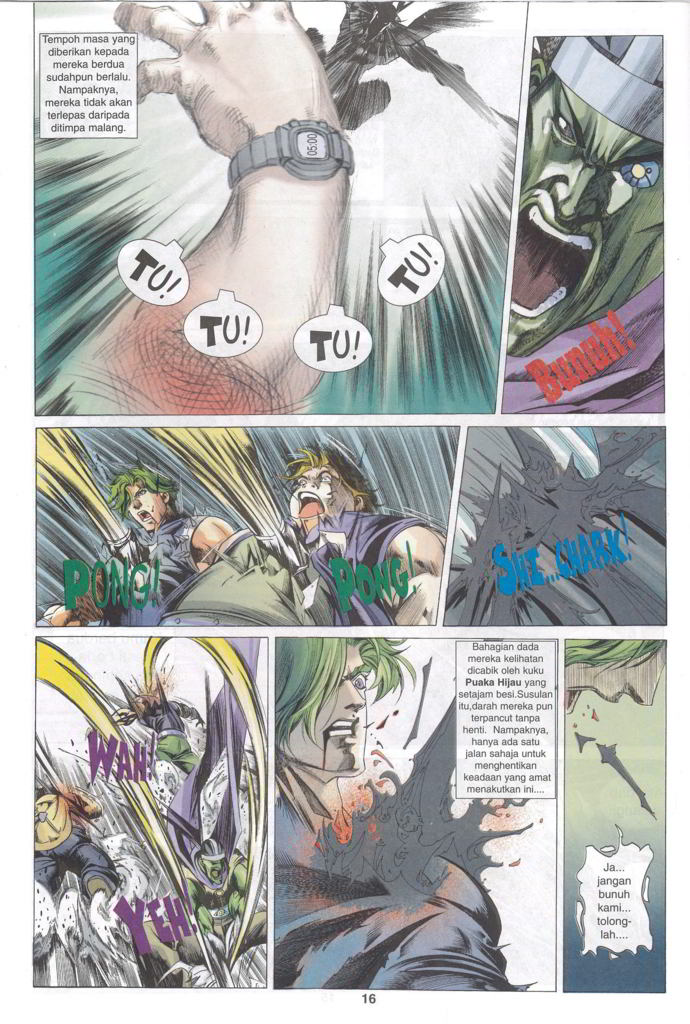 Tempoh masa yang
diberikan kepada
mereka berdua
sudahpun berlalu.
Nampaknya,
mereka tidak akan
terlepas daripada
ditimpa malang.
05:00
TU!
TU!
TU!
TU!
Bunuh!
PONG!
PONG!
SHI...CHARK!
WAH!
YEH!
Bahagian dada
mereka kelihatan
dicabik oleh kuku
Puaka Hijau yang
setajam besi.Susulan
itu,darah mereka pun
terpancut tanpa
henti. Nampaknya,
hanya ada satu
jalan sahaja untuk
menghentikan
keadaan yang amat
menakutkan ini....
Ja...
jangan
bunuh
kami...
tolong-
lah....
16